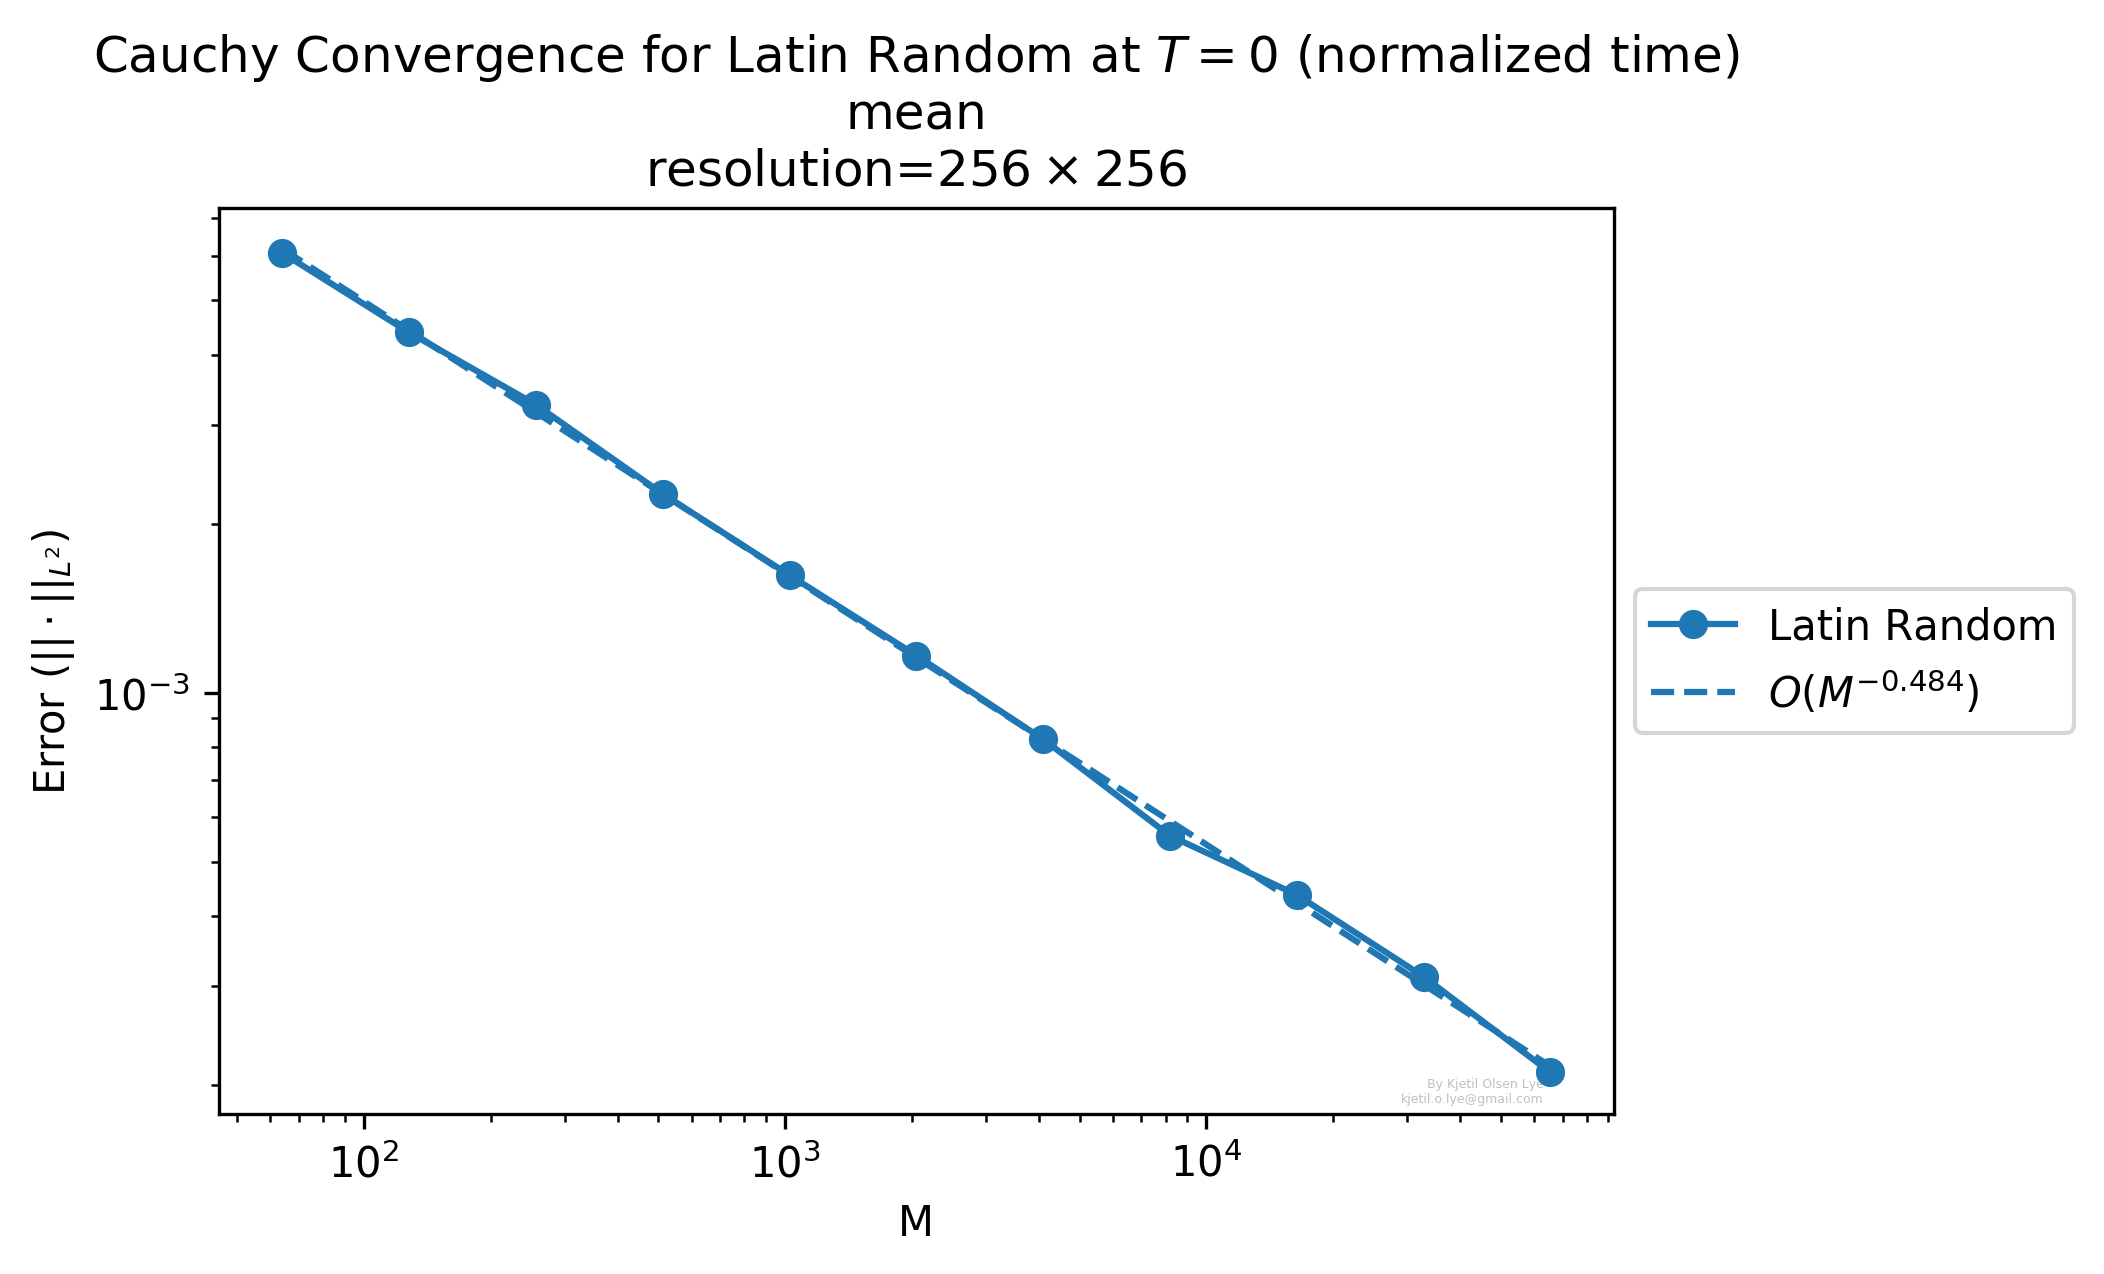 Cauchy Convergence for Latin Random at T = 0 (normalized time)
mean
resolution=256 × 256
Error (|| · ||_{L^2})
10^{-3}
Latin Random
O(M^{-0.484})
By Kjetil Olsen Lye
kjetil.o.lye@gmail.com
10^2
10^3
10^4
M